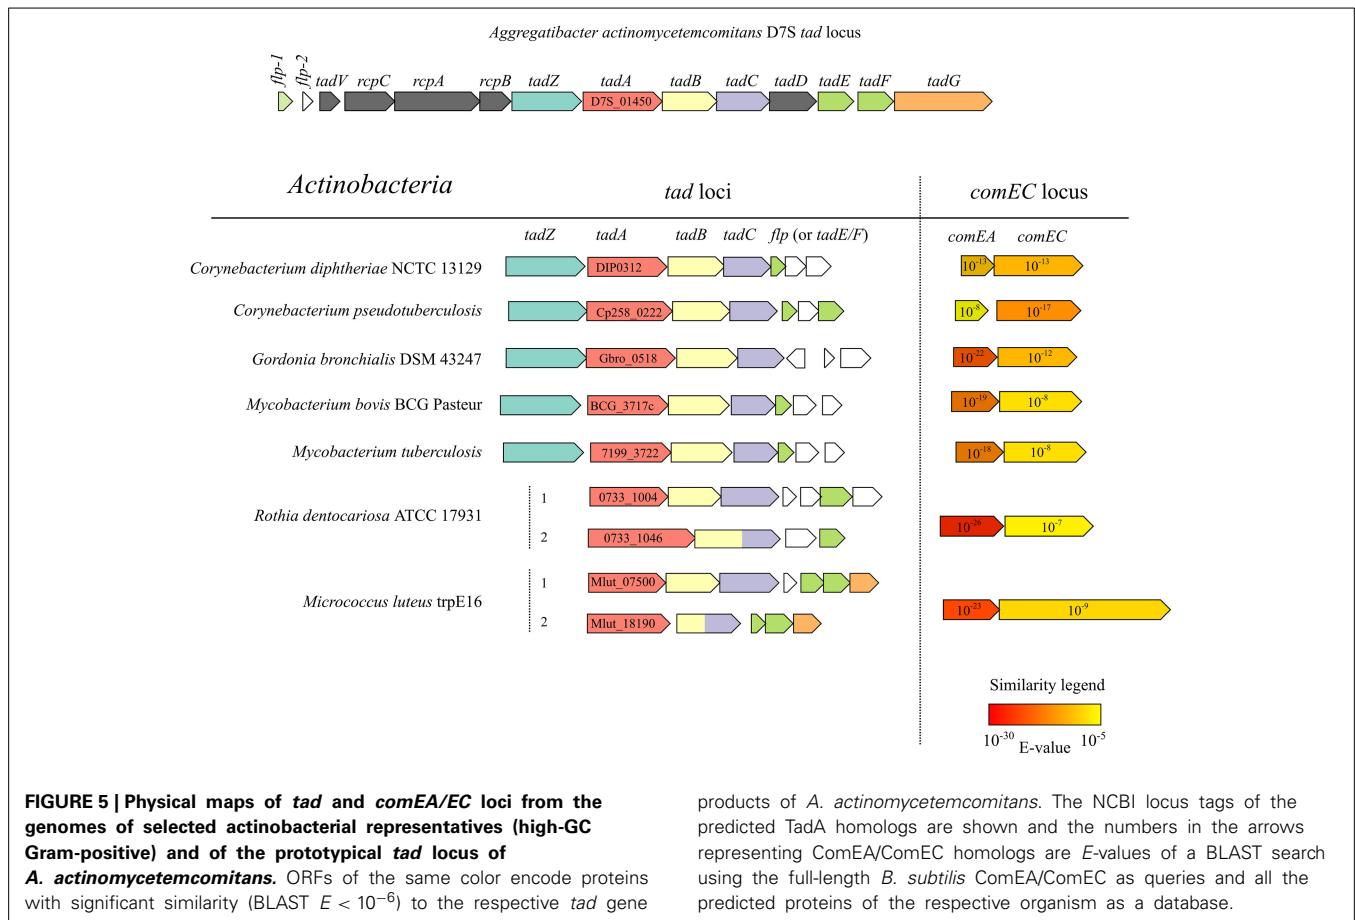 Aggregatibacter actinomycetemcomitans D7S tad locus
flp-1 flp-2 tadV rcpC rcpA rcpB tadZ tadA tadB tadC tadD tadE tadF tadG
D7S_01450
Actinobacteria tad loci comEC locus
tadZ tadA tadB tadC flp (or tadE/F) comEA comEC
Corynebacterium diphtheriae NCTC 13129 DIP0312 10-13 10-13
Corynebacterium pseudotuberculosis Cp258_0222 10-8 10-17
Gordonia bronchialis DSM 43247 Gbro_0518 10-22 10-12
Mycobacterium bovis BCG Pasteur BCG_3717c 10-19 10-8
Mycobacterium tuberculosis 7199_3722 10-18 10-8
1 0733_1004
Rothia dentocariosa ATCC 17931 10-26 10-7
2 0733_1046
1 Mlut_07500
Micrococcus luteus trpE16 10-23 10-9
2 Mlut_18190
Similarity legend
10-30 E-value 10-5
FIGURE 5 | Physical maps of tad and comEA/EC loci from the
genomes of selected actinobacterial representatives (high-GC
Gram-positive) and of the prototypical tad locus of
A. actinomycetemcomitans. ORFs of the same color encode proteins
with significant similarity (BLAST E < 10−6) to the respective tad gene
products of A. actinomycetemcomitans. The NCBI locus tags of the
predicted TadA homologs are shown and the numbers in the arrows
representing ComEA/ComEC homologs are E-values of a BLAST search
using the full-length B. subtilis ComEA/ComEC as queries and all the
predicted proteins of the respective organism as a database.